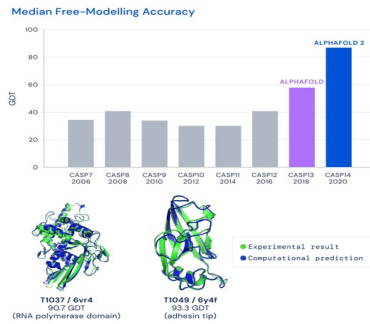 Median Free-Modelling Accuracy
100
80
60
40
20
0
GDT
ALPHAFOLD 2
ALPHAFOLD
CASP7 CASP8 CASP9 CASP10 CASP11 CASP12 CASP13 CASP14
2006 2008 2010 2012 2014 2016 2018 2020
Experimental result
Computational prediction
T1037 / 6vr4 T1049 / 6y4f
90.7 GDT 93.3 GDT
(RNA polymerase domain) (adhesin tip)